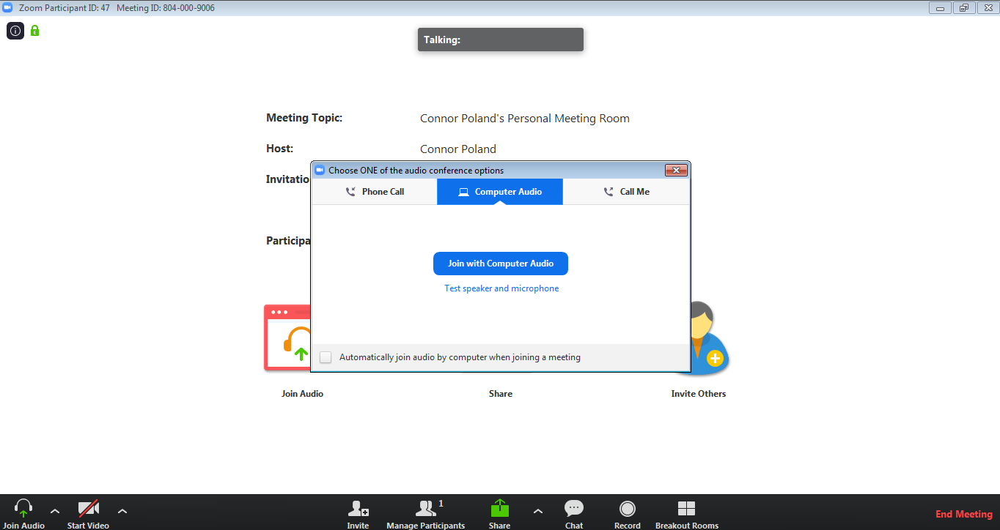 Zoom Participant ID: 47 Meeting ID: 804-000-9006
Talking:
Meeting Topic: Connor Poland's Personal Meeting Room
Host: Connor Poland
Invitatio
Participa
Choose ONE of the audio conference options
Phone Call Computer Audio Call Me
Join with Computer Audio
Test speaker and microphone
Automatically join audio by computer when joining a meeting
Join Audio Share Invite Others
1
Join Audio Start Video Invite Manage Participants Share Chat Record Breakout Rooms End Meeting